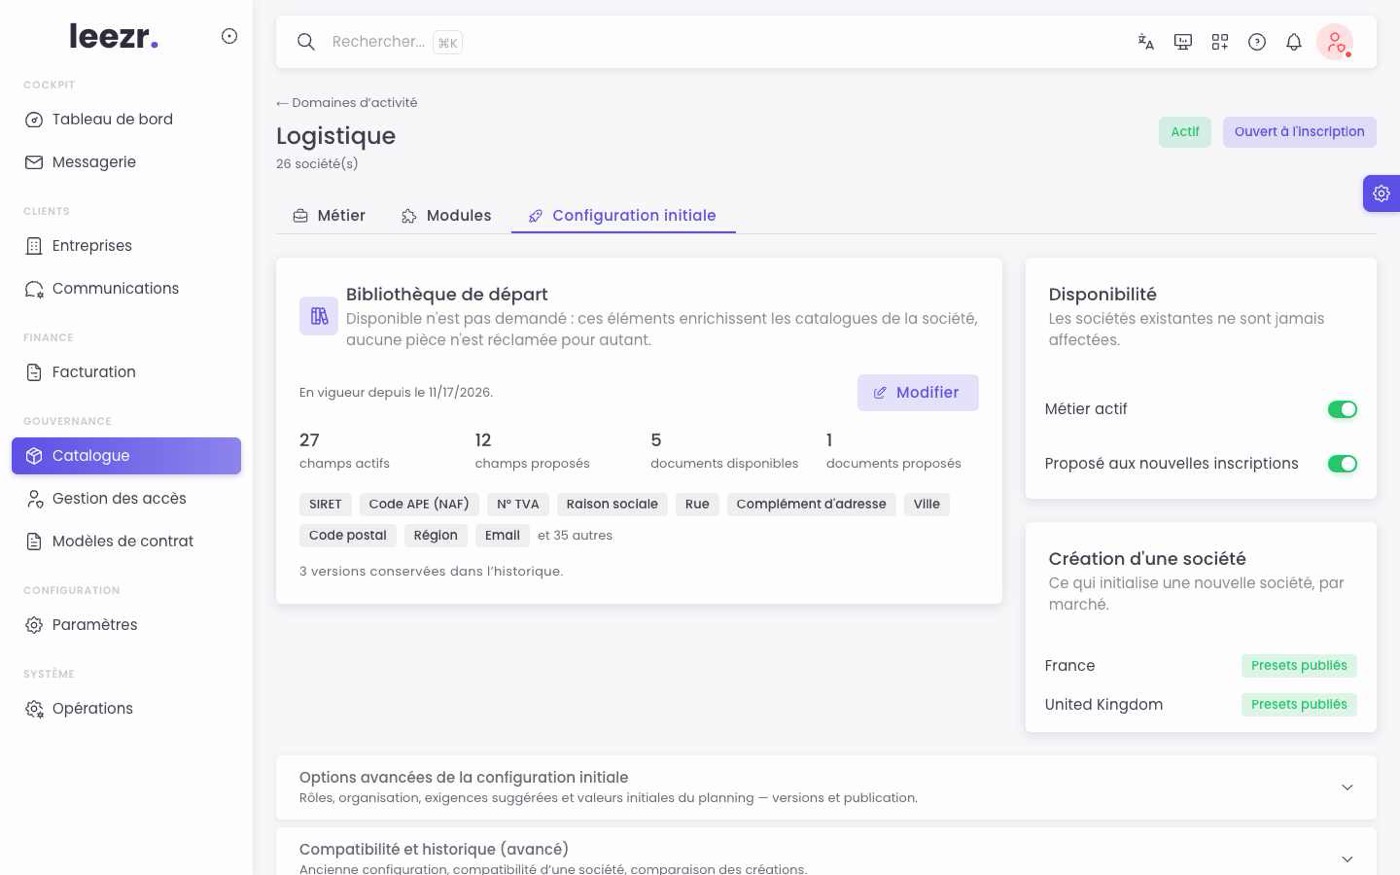 leezr.
COCKPIT
Tableau de bord
Messagerie
CLIENTS
Entreprises
Communications
FINANCE
Facturation
GOUVERNANCE
Catalogue
Gestion des accès
Modèles de contrat
CONFIGURATION
Paramètres
SYSTÈME
Opérations
Rechercher... ⌘K
← Domaines d'activité
Logistique
26 société(s)
Actif
Ouvert à l'inscription
Métier
Modules
Configuration initiale
Bibliothèque de départ
Disponible n'est pas demandé : ces éléments enrichissent les catalogues de la société,
aucune pièce n'est réclamée pour autant.
En vigueur depuis le 11/17/2026.
Modifier
27
champs actifs
12
champs proposés
5
documents disponibles
1
documents proposés
SIRET
Code APE (NAF)
N° TVA
Raison sociale
Rue
Complément d'adresse
Ville
Code postal
Région
Email
et 35 autres
3 versions conservées dans l'historique.
Disponibilité
Les sociétés existantes ne sont jamais
affectées.
Métier actif
Proposé aux nouvelles inscriptions
Création d'une société
Ce qui initialise une nouvelle société, par
marché.
France
Presets publiés
United Kingdom
Presets publiés
Options avancées de la configuration initiale
Rôles, organisation, exigences suggérées et valeurs initiales du planning — versions et publication.
Compatibilité et historique (avancé)
Ancienne configuration, compatibilité d'une société, comparaison des créations.